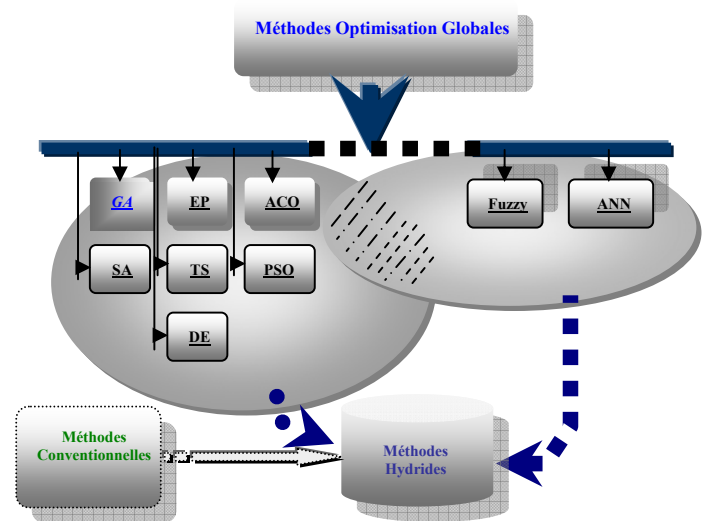 Méthodes Optimisation Globales
GA
EP
ACO
Fuzzy
ANN
SA
TS
PSO
DE
Méthodes
Conventionnelles
Méthodes
Hydrides